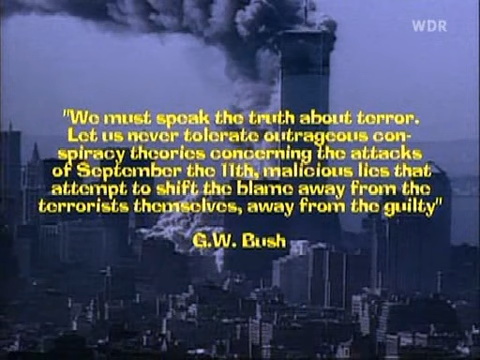 WDR
"We must speak the truth about terror.
Let us never tolerate outrageous con-
spiracy theories concerning the attacks
of September the 11th, malicious lies that
attempt to shift the blame away from the
terrorists themselves, away from the guilty"
G.W. Bush